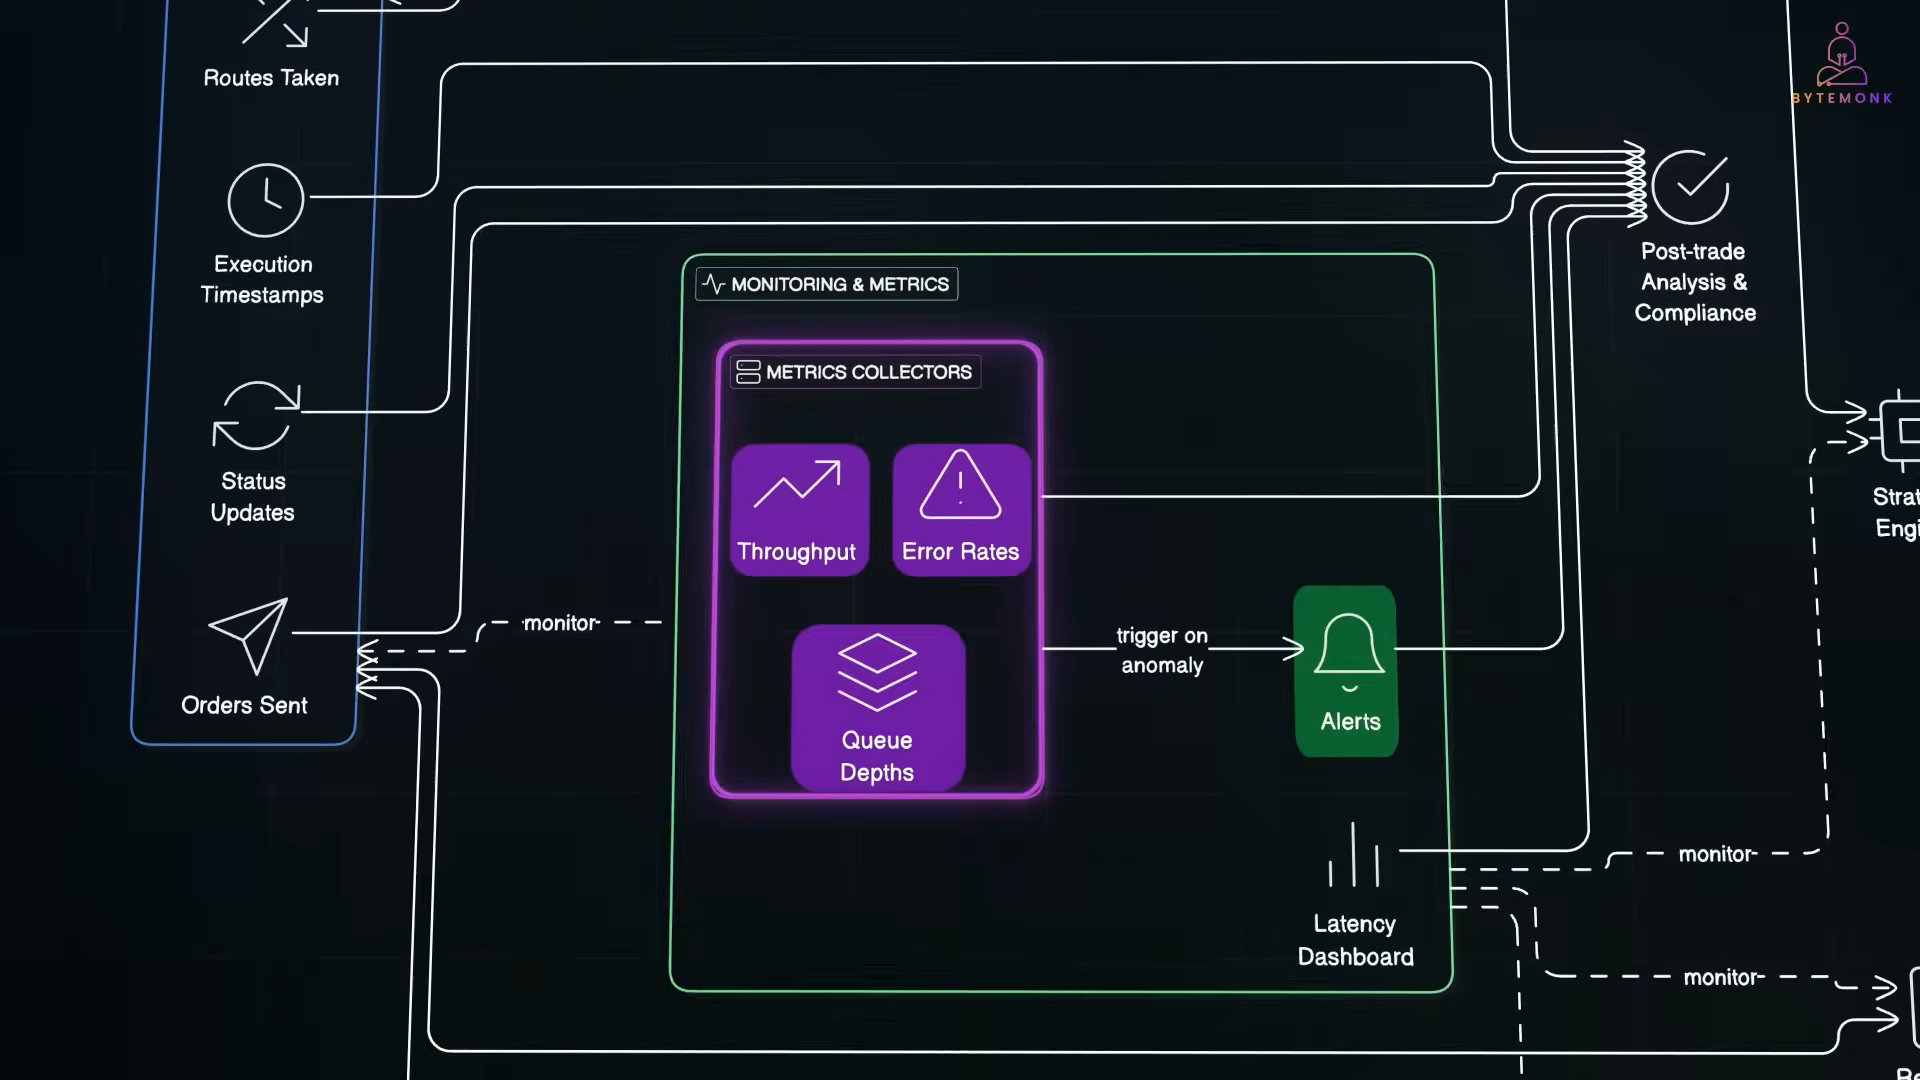 Routes Taken
BYTEMONK
Execution
Timestamps
Post-trade
Analysis &
Compliance
MONITORING & METRICS
METRICS COLLECTORS
Status
Updates
Throughput
Error Rates
monitor
trigger on
anomaly
Orders Sent
Alerts
Queue
Depths
monitor
Latency
Dashboard
monitor